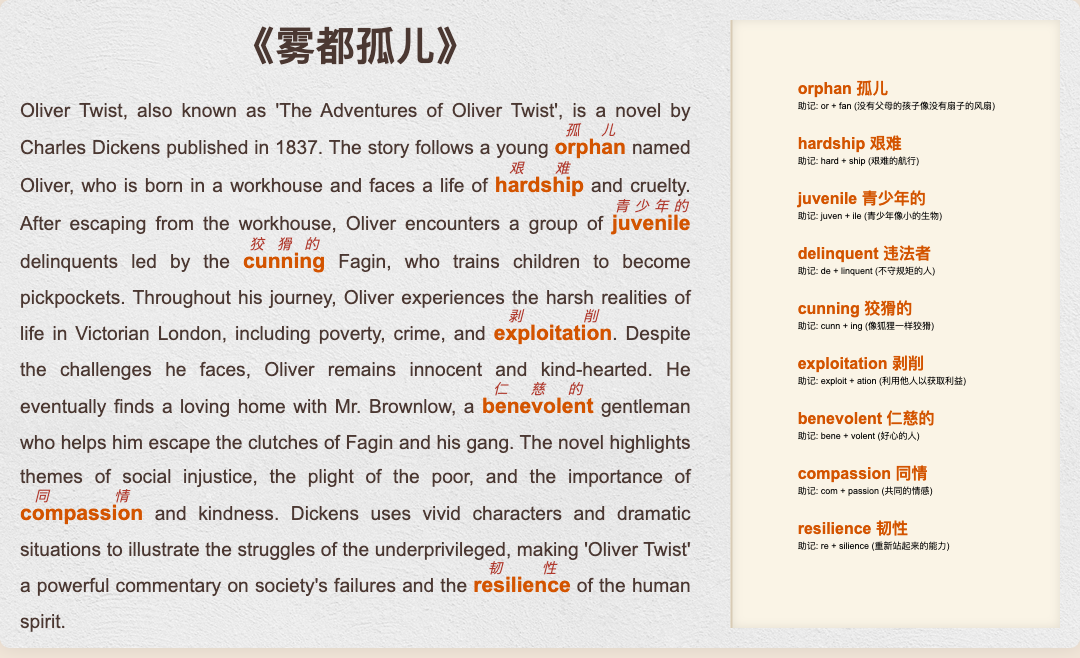 《雾都孤儿》
Oliver Twist, also known as 'The Adventures of Oliver Twist', is a novel by
孤儿
Charles Dickens published in 1837. The story follows a young orphan named
艰难
Oliver, who is born in a workhouse and faces a life of hardship and cruelty.
青少年的
After escaping from the workhouse, Oliver encounters a group of juvenile
狡猾的
delinquents led by the cunning Fagin, who trains children to become
pickpockets. Throughout his journey, Oliver experiences the harsh realities of
剥削
life in Victorian London, including poverty, crime, and exploitation. Despite
the challenges he faces, Oliver remains innocent and kind-hearted. He
仁慈的
eventually finds a loving home with Mr. Brownlow, a benevolent gentleman
who helps him escape the clutches of Fagin and his gang. The novel highlights
themes of social injustice, the plight of the poor, and the importance of
同情
compassion and kindness. Dickens uses vivid characters and dramatic
situations to illustrate the struggles of the underprivileged, making 'Oliver Twist'
韧性
a powerful commentary on society's failures and the resilience of the human
spirit.
orphan 孤儿
助记: or + fan (没有父母的孩子像没有扇子的风扇)
hardship 艰难
助记: hard + ship (艰难的航行)
juvenile 青少年的
助记: juven + ile (青少年像小的生物)
delinquent 违法者
助记: de + linquent (不守规矩的人)
cunning 狡猾的
助记: cunn + ing (像狐狸一样狡猾)
exploitation 剥削
助记: exploit + ation (利用他人以获取利益)
benevolent 仁慈的
助记: bene + volent (好心的人)
compassion 同情
助记: com + passion (共同的情感)
resilience 韧性
助记: re + silience (重新站起来的能力)